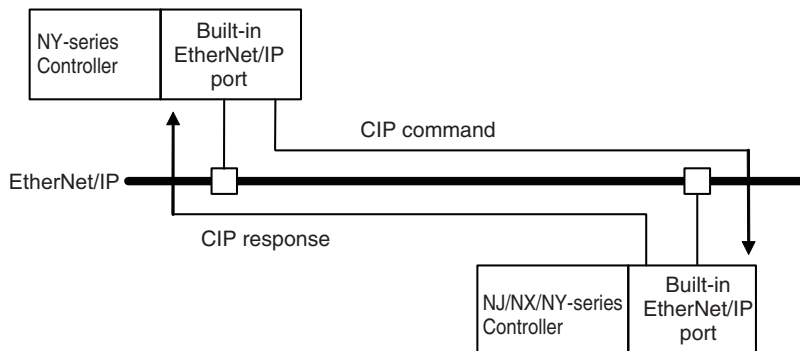 NY-series
Controller
Built-in
EtherNet/IP
port
CIP command
EtherNet/IP
CIP response
NJ/NX/NY-series
Controller
Built-in
EtherNet/IP
port